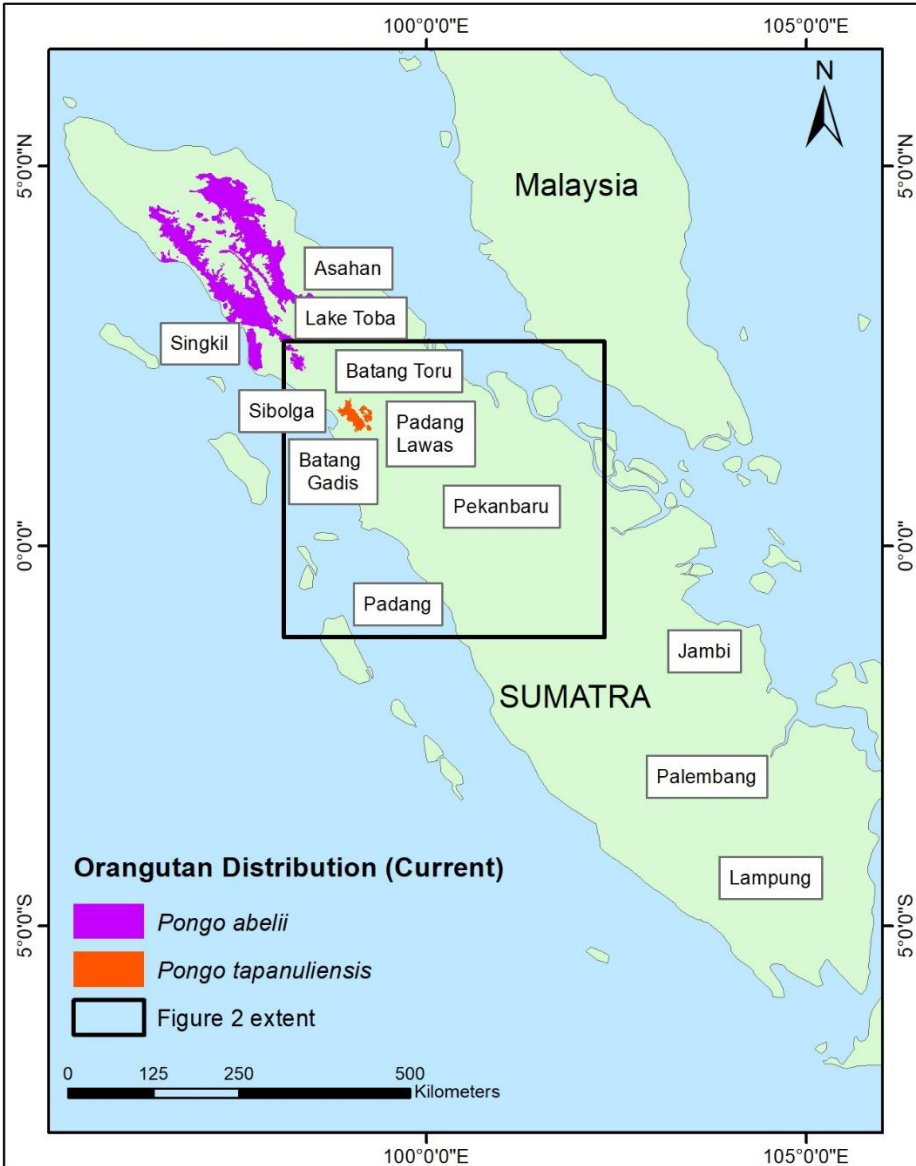 100°0'0"E
105°0'0"E
N
5°0'0"N
5°0'0"N
Malaysia
Asahan
Lake Toba
Singkil
Batang Toru
Sibolga
Padang
Lawas
Batang
Gadis
Pekanbaru
0°0'0"
0°0'0"
Padang
Jambi
SUMATRA
Palembang
Lampung
Orangutan Distribution (Current)
Pongo abelii
5°0'0"S
5°0'0"S
Pongo tapanuliensis
Figure 2 extent
0 125 250 500
Kilometers
100°0'0"E
105°0'0"E